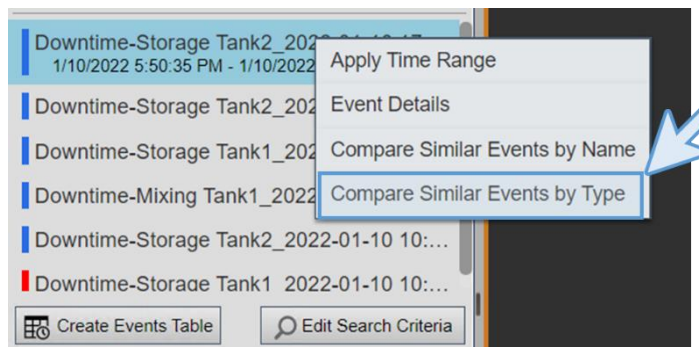 Downtime-Storage Tank2_202
1/10/2022 5:50:35 PM - 1/10/2022
Apply Time Range
Downtime-Storage Tank2_202
Event Details
Downtime-Storage Tank1_202
Compare Similar Events by Name
Downtime-Mixing Tank1_2022
Compare Similar Events by Type
Downtime-Storage Tank2_2022-01-10 10:...
Downtime-Storage Tank1_2022-01-10 10:...
Create Events Table
Edit Search Criteria